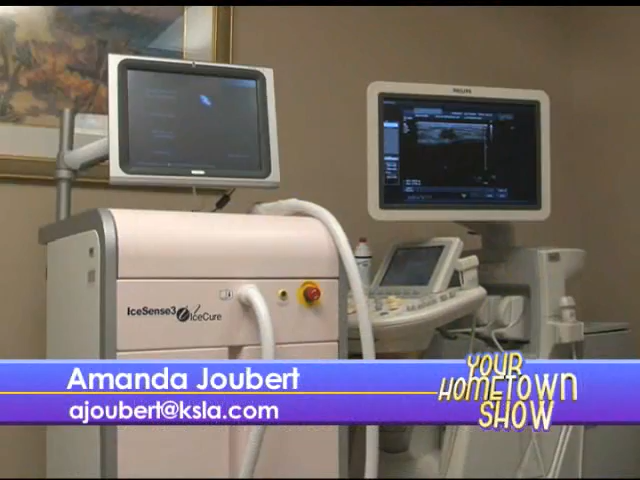 PHILIPS
IceSense3
IceCure
Amanda Joubert
ajoubert@ksla.com
YOUR
HOMETOWN
SHOW